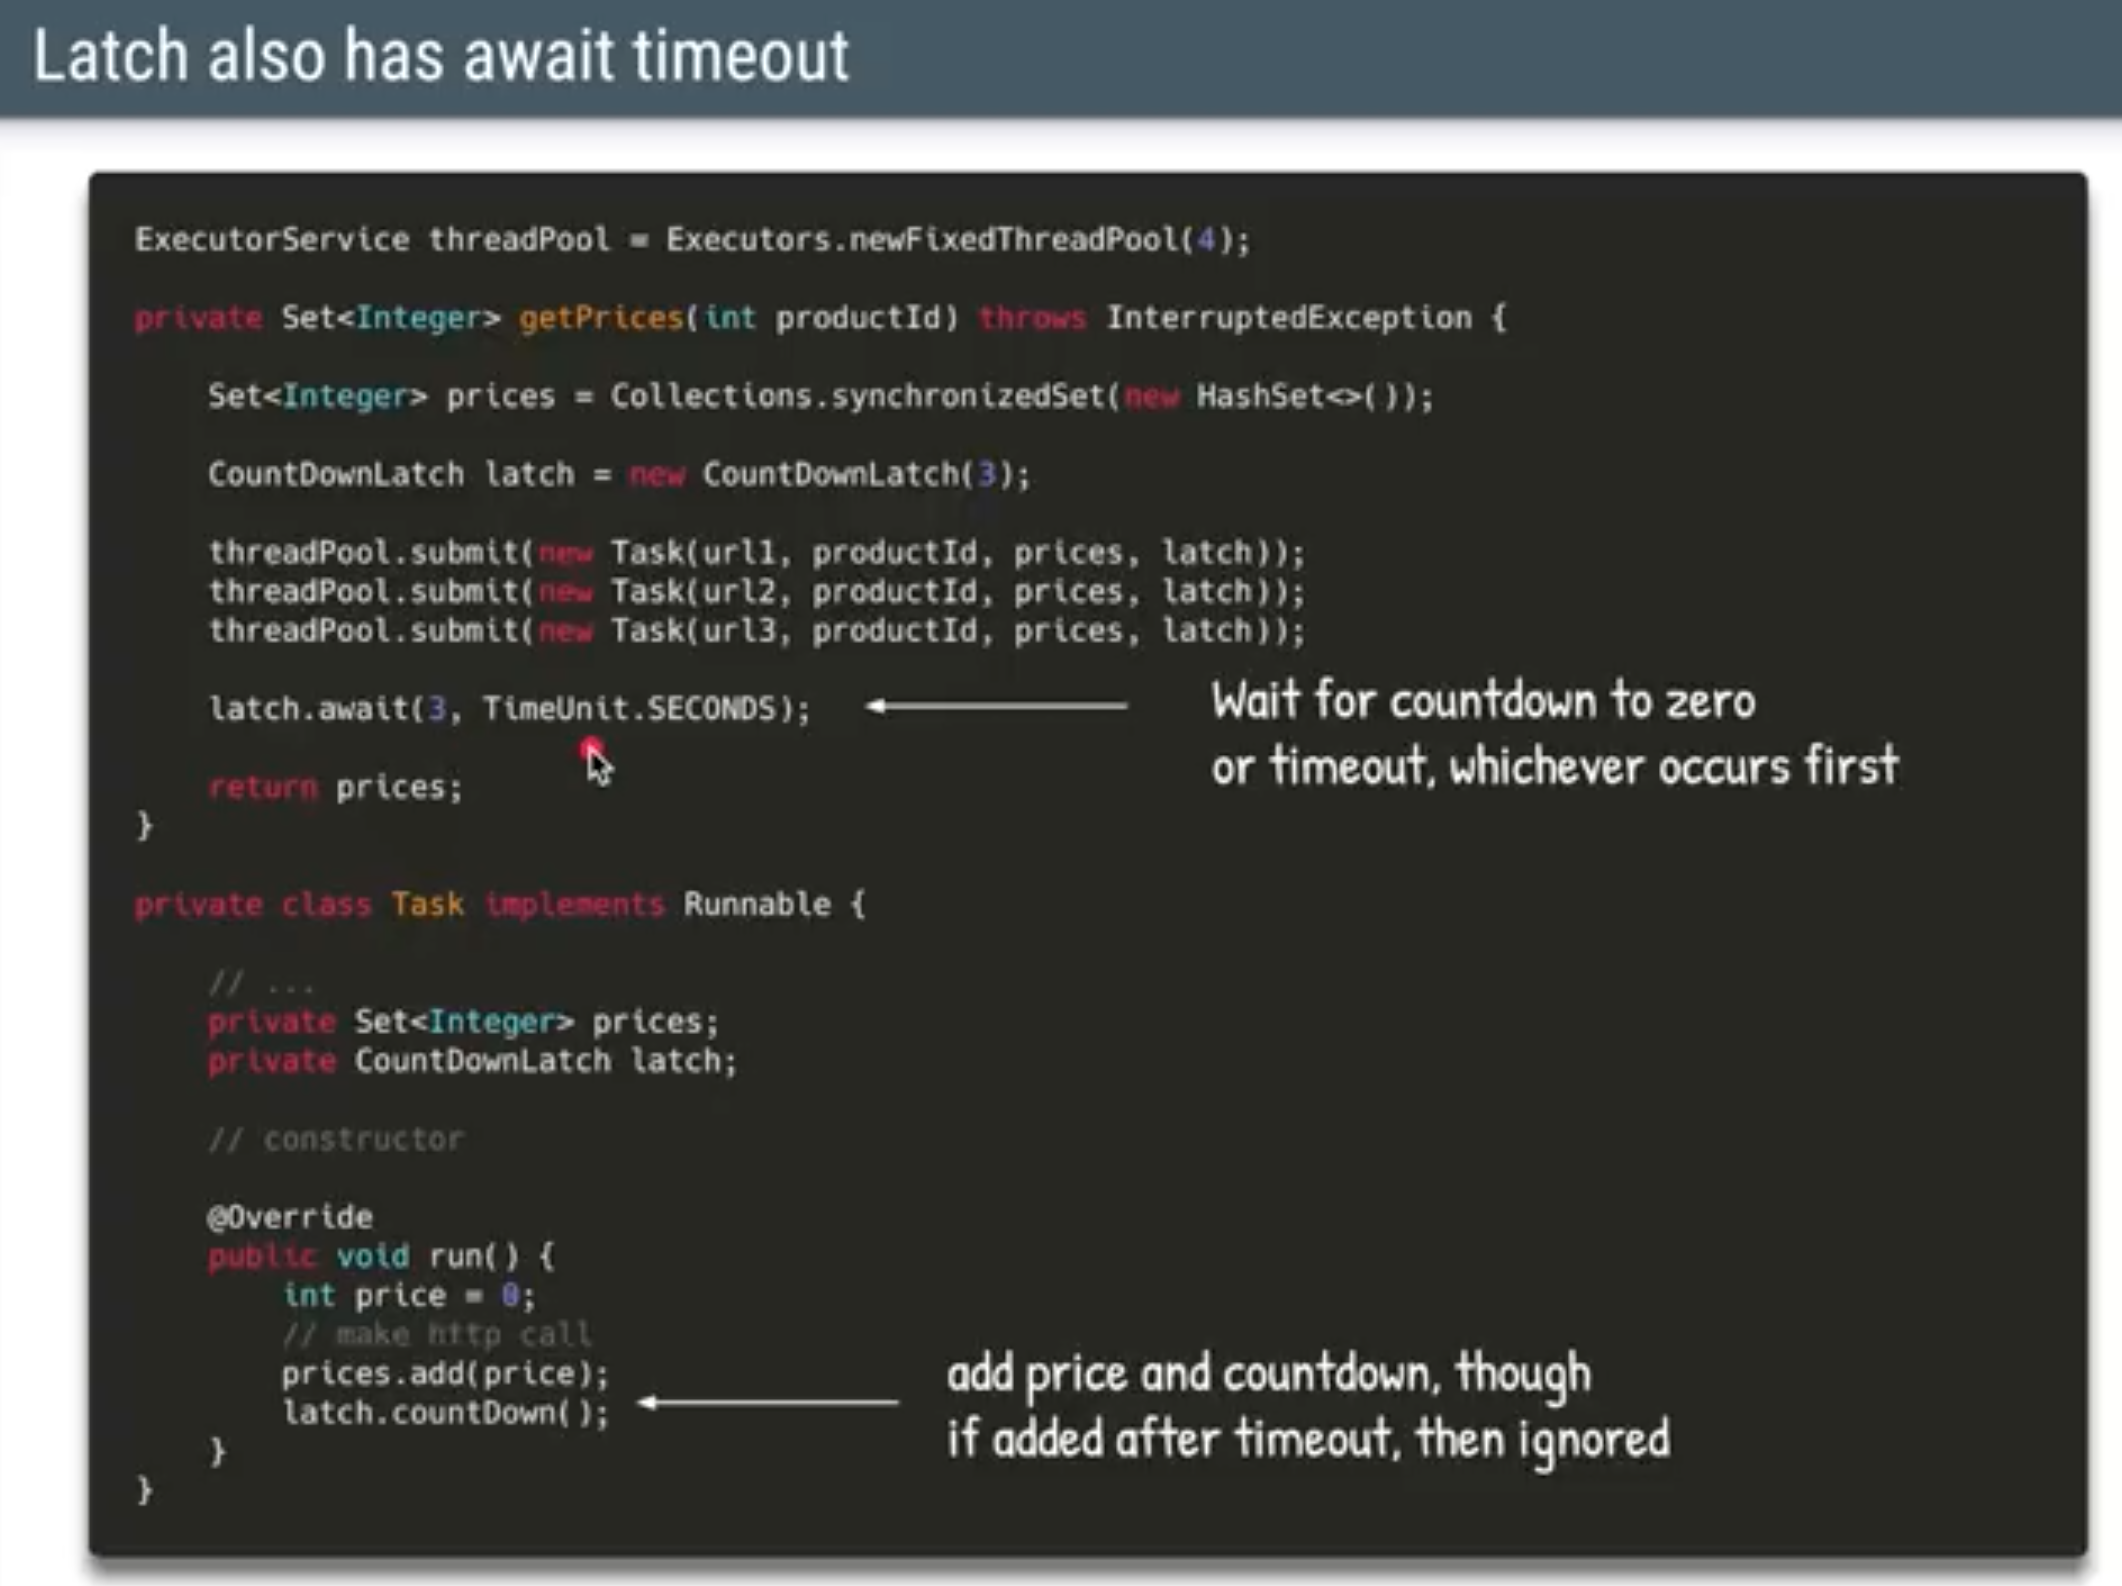 Latch also has await timeout
ExecutorService threadPool = Executors.newFixedThreadPool(4);
private Set<Integer> getPrices(int productId) throws InterruptedException {
Set<Integer> prices = Collections.synchronizedSet(new HashSet<>());
CountDownLatch latch = new CountDownLatch(3);
threadPool.submit(new Task(url1, productId, prices, latch));
threadPool.submit(new Task(url2, productId, prices, latch));
threadPool.submit(new Task(url3, productId, prices, latch));
latch.await(3, TimeUnit.SECONDS);
Wait for countdown to zero
or timeout, whichever occurs first
return prices;
}
private class Task implements Runnable {
// ...
private Set<Integer> prices;
private CountDownLatch latch;
// constructor
@Override
public void run() {
int price = 0;
// make http call
prices.add(price);
latch.countDown();
add price and countdown, though
if added after timeout, then ignored
}
}